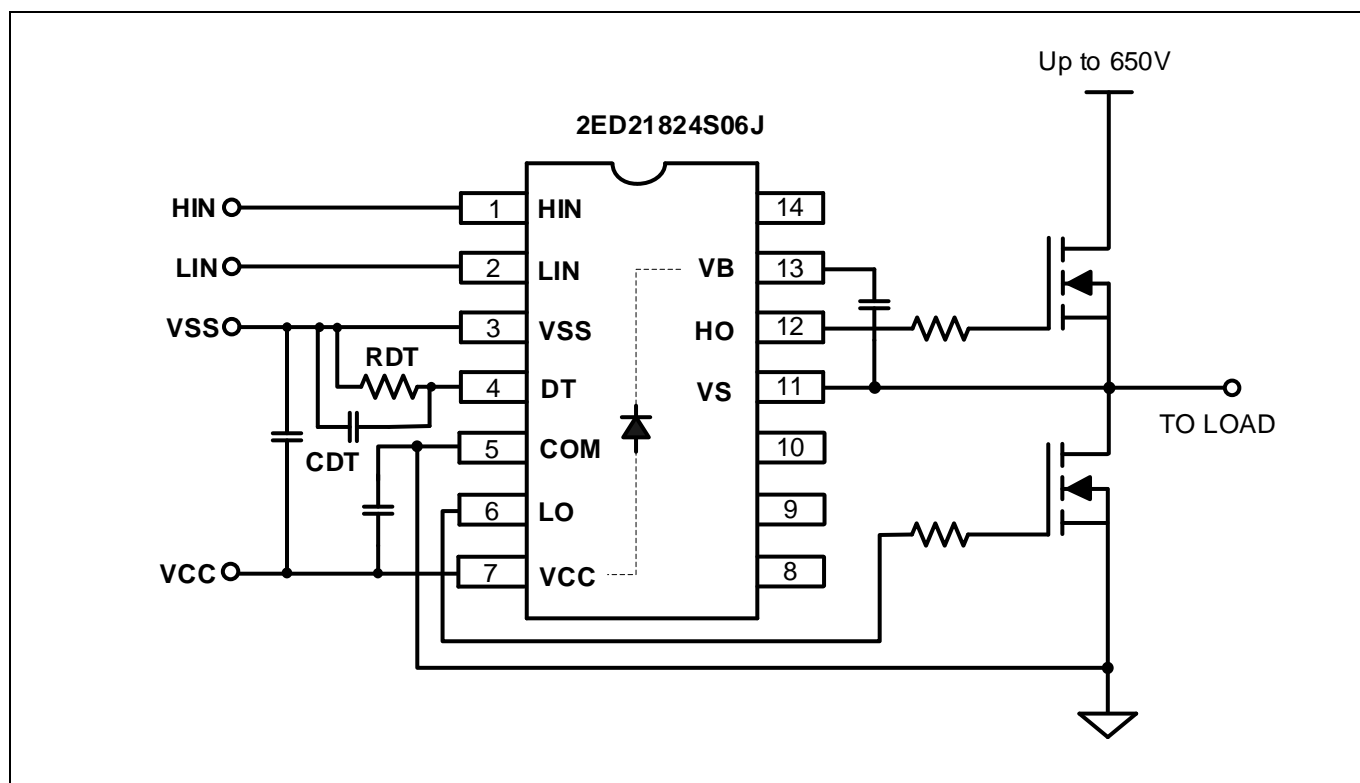 Up to 650V
2ED21824S06J
HIN 1 HIN 14
LIN 2 LIN VB 13
VSS 3 VSS HO 12
RDT
4 DT VS 11
TO LOAD
CDT 5 COM 10
6 LO 9
VCC 7 VCC 8